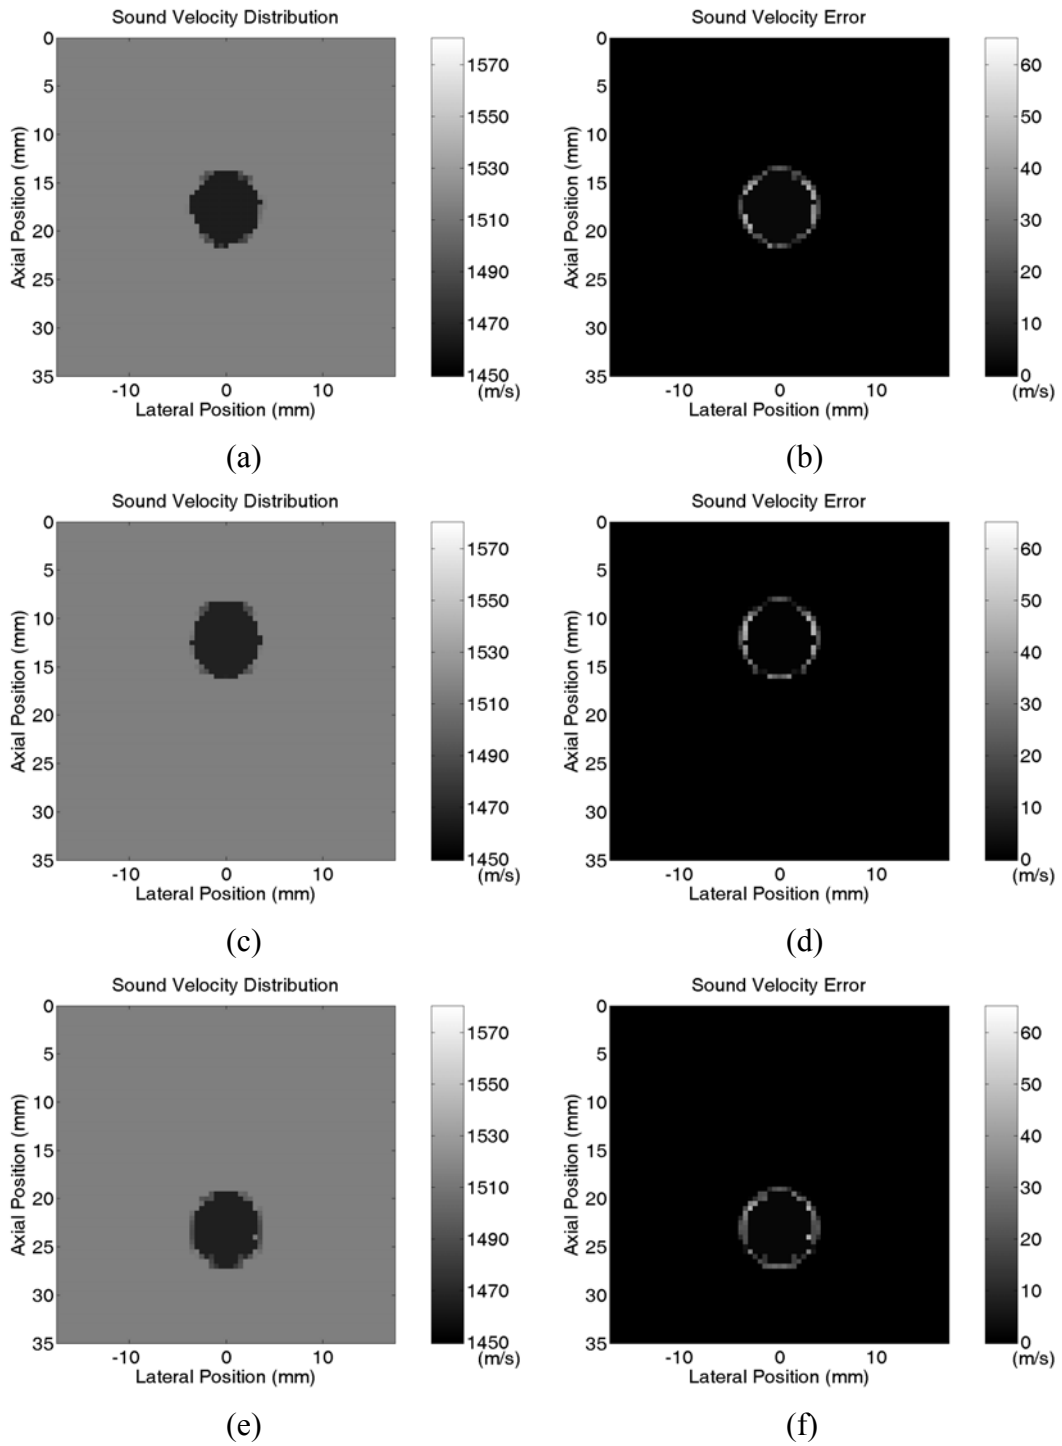 Sound Velocity Distribution
0
5
10
15
20
25
30
35
Axial Position (mm)
-10 0 10
Lateral Position (mm)
1570
1550
1530
1510
1490
1470
1450
(m/s)
(a)
Sound Velocity Error
0
5
10
15
20
25
30
35
Axial Position (mm)
-10 0 10
Lateral Position (mm)
60
50
40
30
20
10
0
(m/s)
(b)
Sound Velocity Distribution
0
5
10
15
20
25
30
35
Axial Position (mm)
-10 0 10
Lateral Position (mm)
1570
1550
1530
1510
1490
1470
1450
(m/s)
(c)
Sound Velocity Error
0
5
10
15
20
25
30
35
Axial Position (mm)
-10 0 10
Lateral Position (mm)
60
50
40
30
20
10
0
(m/s)
(d)
Sound Velocity Distribution
0
5
10
15
20
25
30
35
Axial Position (mm)
-10 0 10
Lateral Position (mm)
1570
1550
1530
1510
1490
1470
1450
(m/s)
(e)
Sound Velocity Error
0
5
10
15
20
25
30
35
Axial Position (mm)
-10 0 10
Lateral Position (mm)
60
50
40
30
20
10
0
(m/s)
(f)